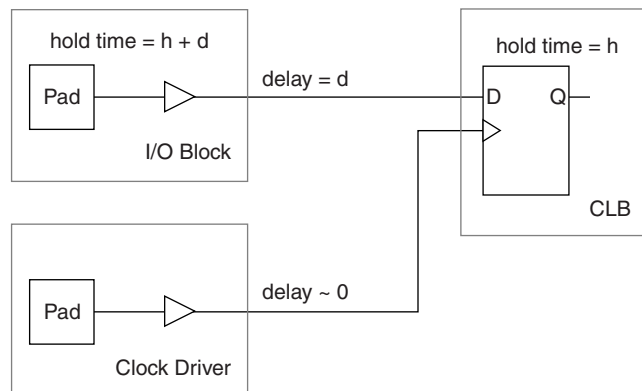 hold time = h + d
Pad
I/O Block
delay = d
hold time = h
D
Q
CLB
Pad
Clock Driver
delay ~ 0